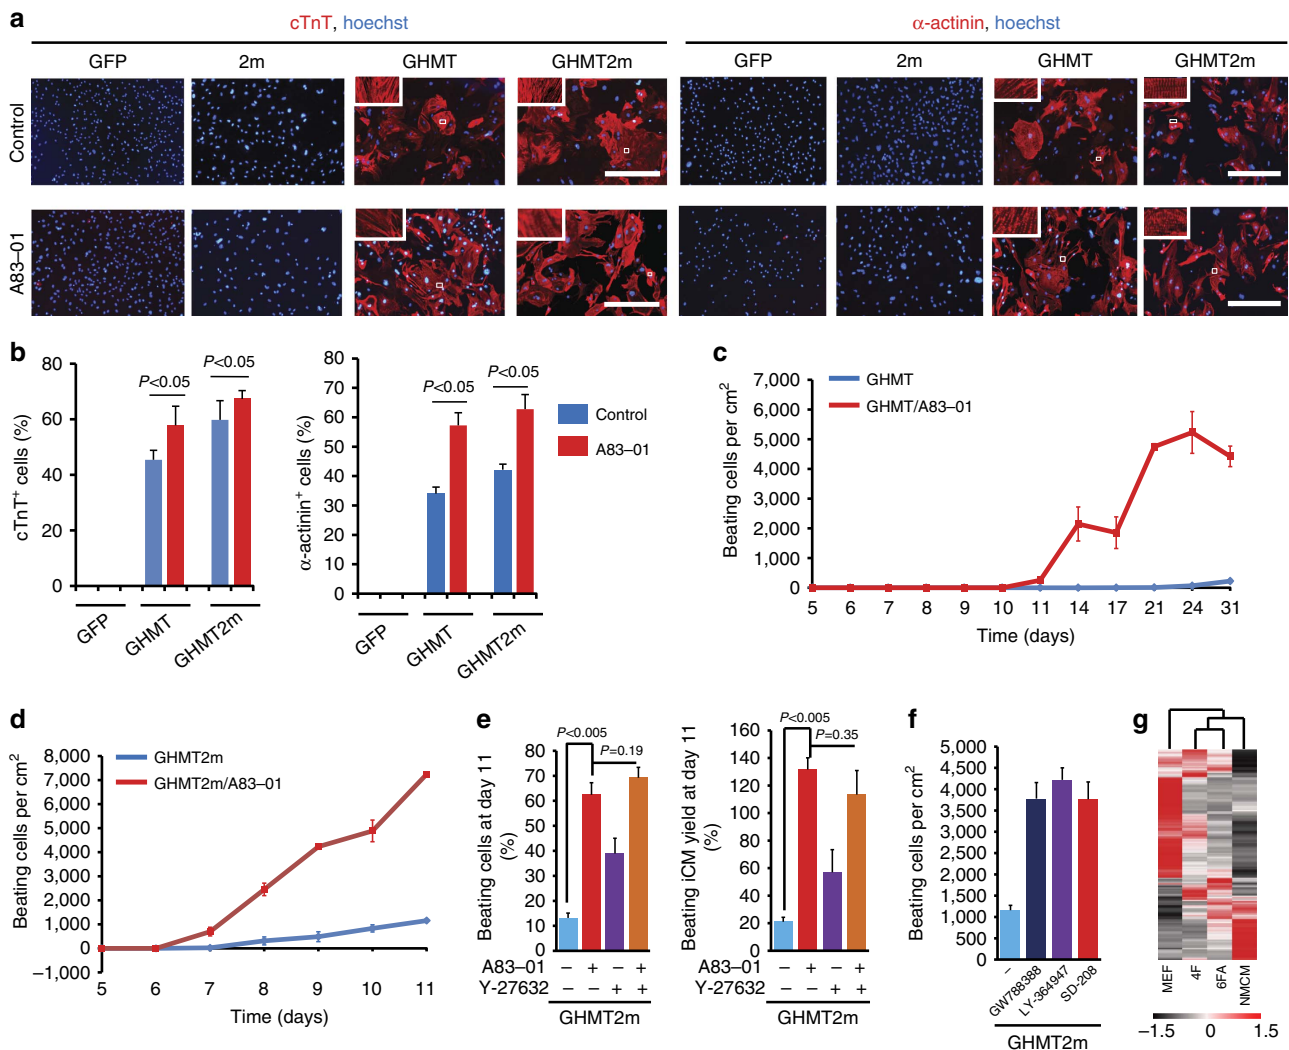 a
cTnT, hoechst
α-actinin, hoechst
GFP 2m GHMT GHMT2m GFP 2m GHMT GHMT2m
Control
A83–01
b
cTnT+ cells (%)
80
60
40
20
0
P<0.05
P<0.05
GFP
GHMT
GHMT2m
α-actinin+ cells (%)
80
70
60
50
40
30
20
10
0
P<0.05
P<0.05
GFP
GHMT
GHMT2m
Control
A83–01
c
Beating cells per cm2
7,000
6,000
5,000
4,000
3,000
2,000
1,000
0
GHMT
GHMT/A83–01
5 6 7 8 9 10 11 14 17 21 24 31
Time (days)
d
Beating cells per cm2
8,000
7,000
6,000
5,000
4,000
3,000
2,000
1,000
0
–1,000
GHMT2m
GHMT2m/A83–01
5 6 7 8 9 10 11
Time (days)
e
Beating cells at day 11
(%)
80
70
60
50
40
30
20
10
0
P<0.005
P=0.19
A83–01 – + – +
Y-27632 – – + +
GHMT2m
Beating iCM yield at day 11
(%)
160
140
120
100
80
60
40
20
0
P<0.005
P=0.35
A83–01 – + – +
Y-27632 – – + +
GHMT2m
f
Beating cells per cm2
5,000
4,500
4,000
3,500
3,000
2,500
2,000
1,500
1,000
500
0
–
GW788388
LY-364947
SD-208
GHMT2m
g
MEF
4F
6FA
NMCM
–1.5 0 1.5